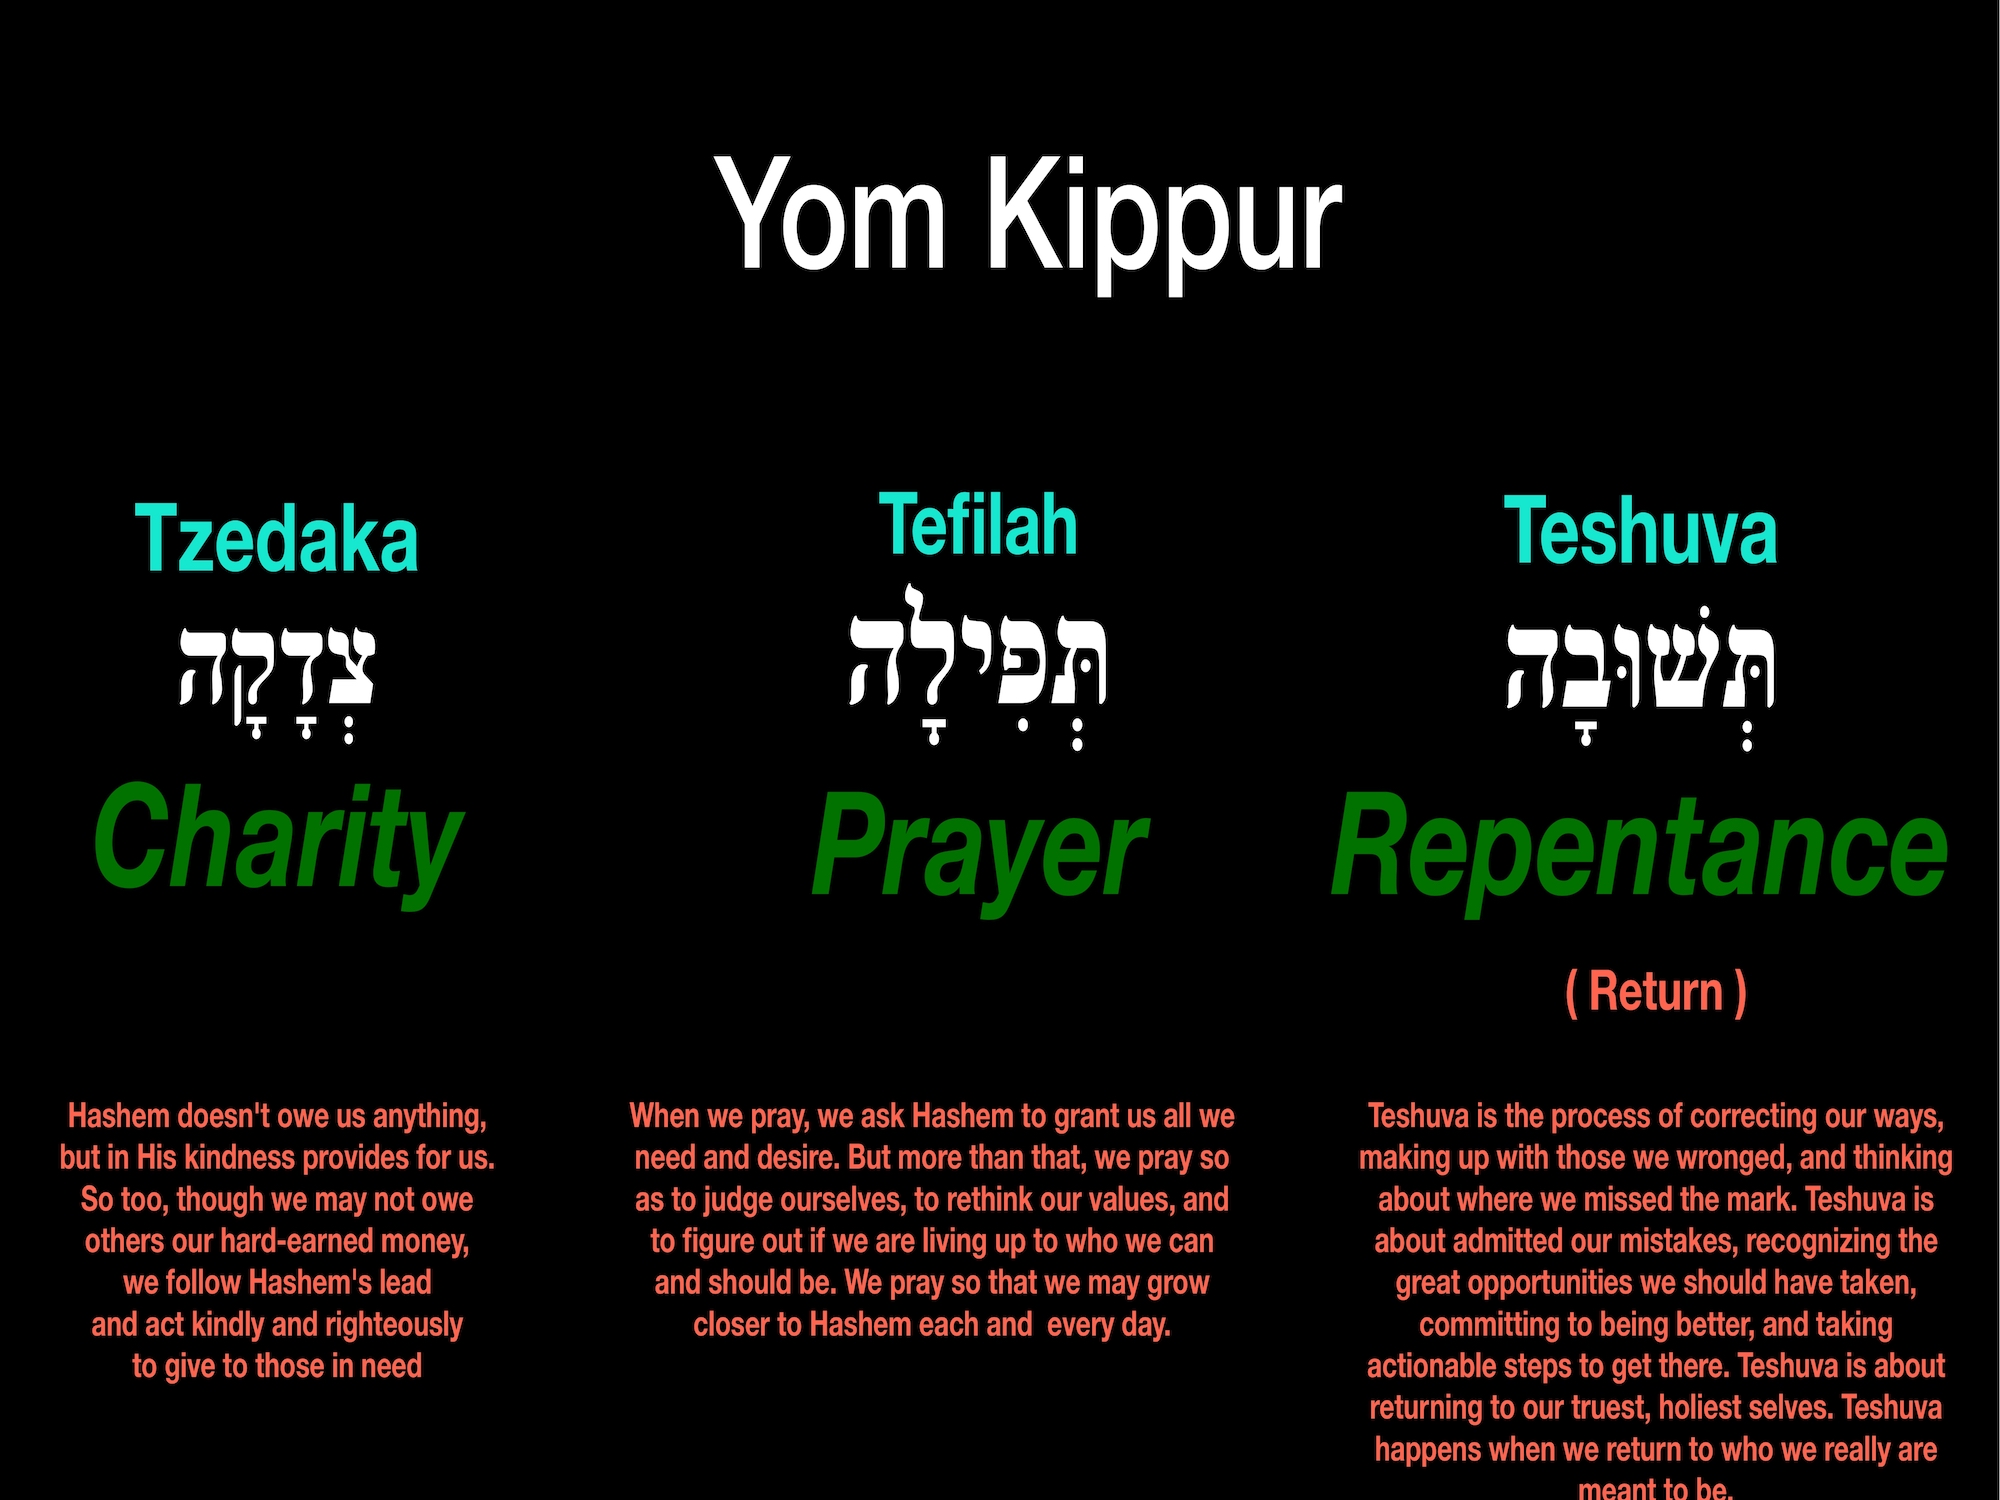 Yom Kippur
Tzedaka
צְדָקָה
Charity
Hashem doesn't owe us anything,
but in His kindness provides for us.
So too, though we may not owe
others our hard-earned money,
we follow Hashem's lead
and act kindly and righteously
to give to those in need
Tefilah
תְּפִילָה
Prayer
When we pray, we ask Hashem to grant us all we
need and desire. But more than that, we pray so
as to judge ourselves, to rethink our values, and
to figure out if we are living up to who we can
and should be. We pray so that we may grow
closer to Hashem each and  every day.
Teshuva
תְּשׁוּבָה
Repentance
( Return )
Teshuva is the process of correcting our ways,
making up with those we wronged, and thinking
about where we missed the mark. Teshuva is
about admitted our mistakes, recognizing the
great opportunities we should have taken,
committing to being better, and taking
actionable steps to get there. Teshuva is about
returning to our truest, holiest selves. Teshuva
happens when we return to who we really are
meant to be.